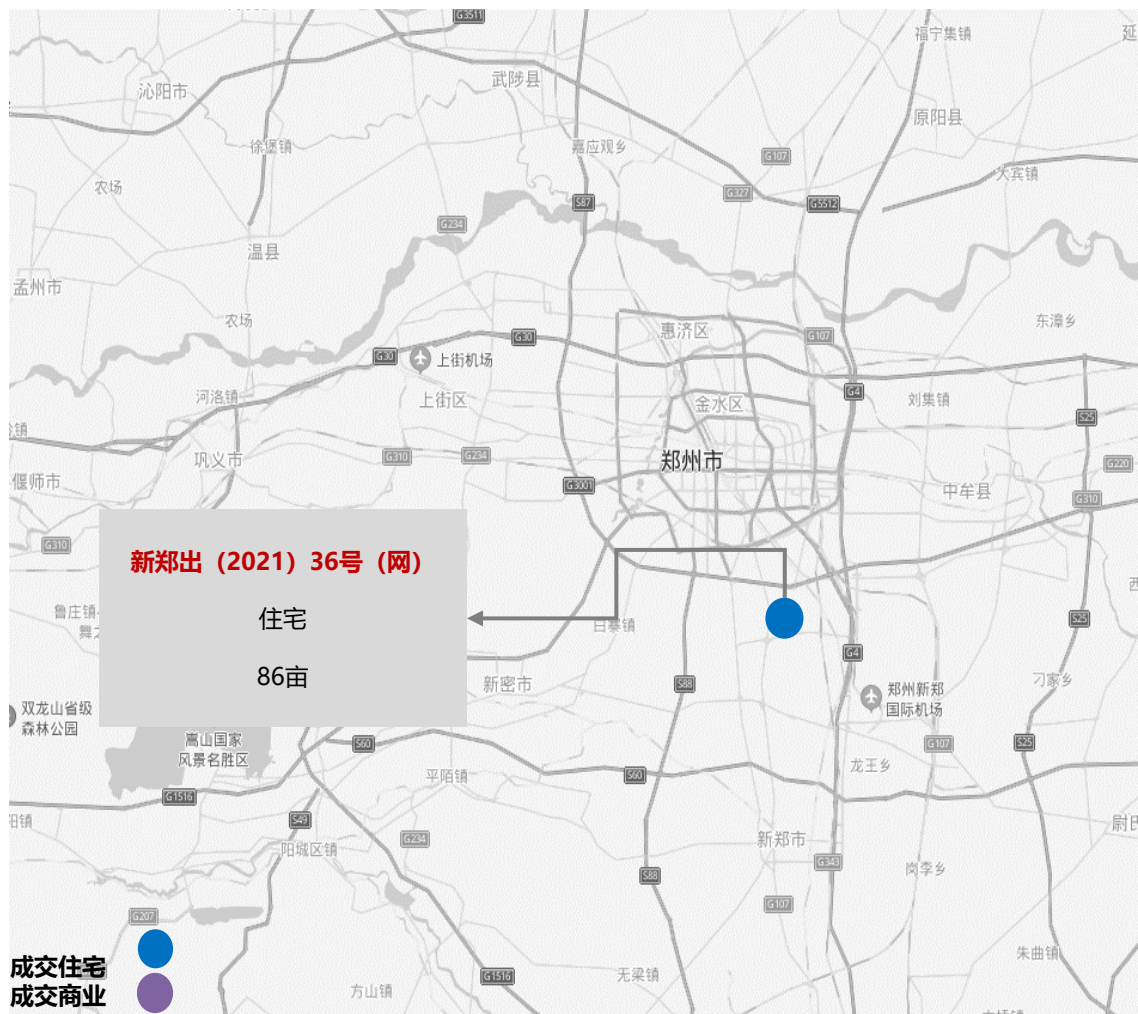 G3511
福宁集镇
延
武陟县
沁阳市
原阳县
徐堡镇
嘉应观乡
G107
大宾镇
农场
G327
S87
G5512
G234
温县
孟州市
农场
东漳乡
惠济区
G107
G30
G30
上街机场
河洛镇
上街区
金水区
G4
刘集镇
S25
镇
G310
G234
郑州市
巩义市
G220
偃师市
G3001
中牟县
G310
G310
新郑出（2021）36号（网）
住宅
86亩
鲁庄镇
白寨镇
西
S25
G4
新密市
S88
刁家乡
郑州新郑
国际机场
双龙山省级
森林公园
嵩山国家
风景名胜区
S60
G107
S25
龙王乡
平陌镇
S60
G1516
阳镇
S49
阳城区镇
G234
新郑市
G343
尉氏
岗李乡
S88
G107
G207
成交住宅
成交商业
G1516
无梁镇
朱曲镇
方山镇